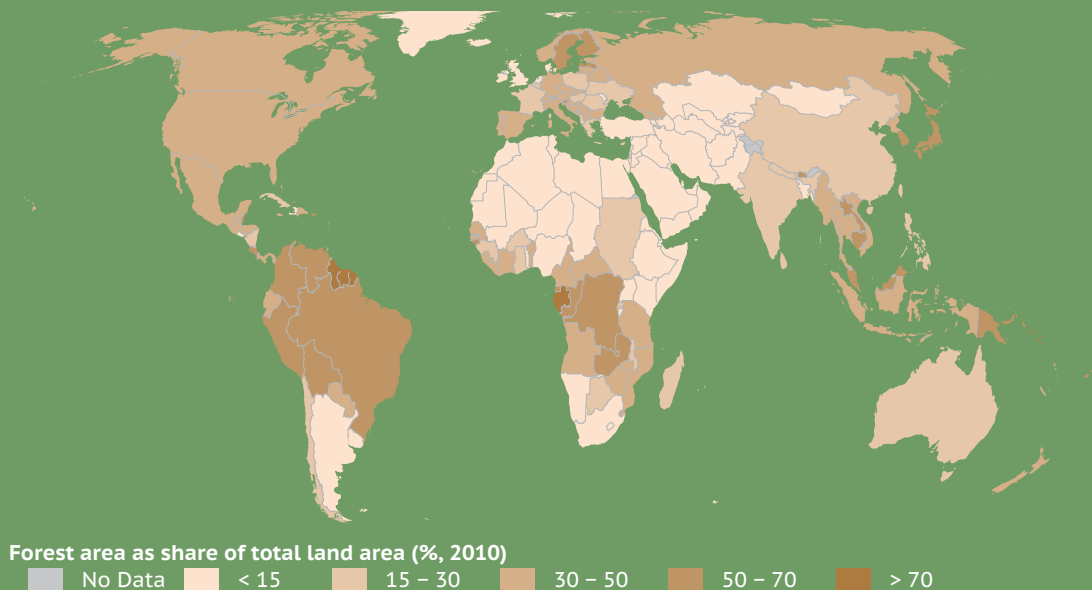 Forest area as share of total land area (%, 2010)
No Data < 15 15 – 30 30 – 50 50 – 70 > 70